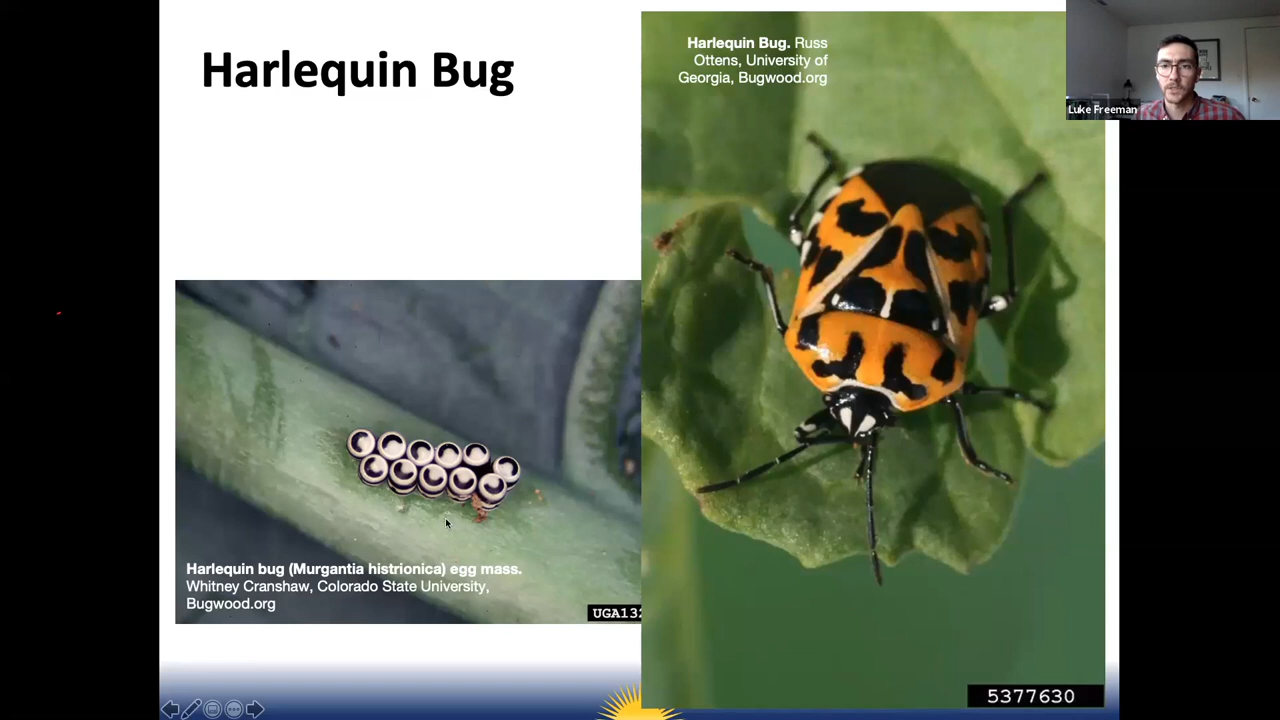 Harlequin Bug
Harlequin Bug. Russ
Ottens, University of
Georgia, Bugwood.org
Luke Freeman
Harlequin bug (Murgantia histrionica) egg mass.
Whitney Cranshaw, Colorado State University,
Bugwood.org
UGA132
5377630